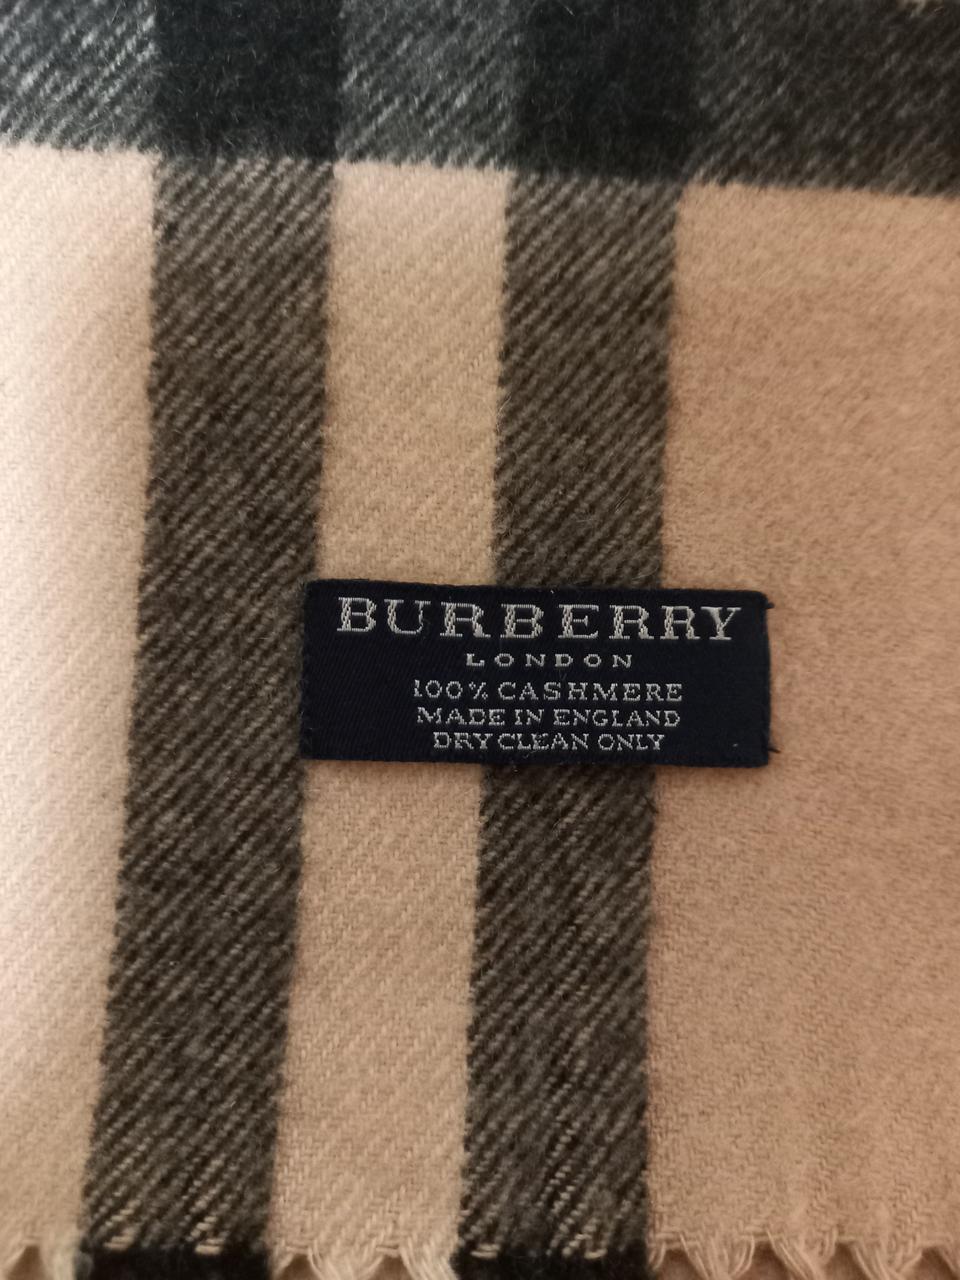 BURBERRY
LONDON
100% CASHMERE
MADE IN ENGLAND
DRY CLEAN ONLY